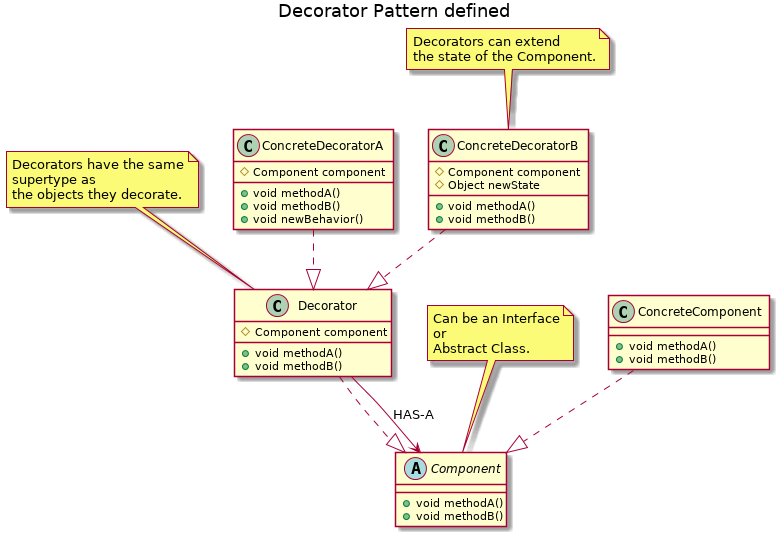 Decorator Pattern defined
Decorators can extend
the state of the Component.
C ConcreteDecoratorA
Component component
void methodA()
void methodB()
void newBehavior()
C ConcreteDecoratorB
Component component
Object newState
void methodA()
void methodB()
Decorators have the same
supertype as
the objects they decorate.
C Decorator
Component component
void methodA()
void methodB()
Can be an Interface
or
Abstract Class.
C ConcreteComponent
void methodA()
void methodB()
HAS-A
A Component
void methodA()
void methodB()